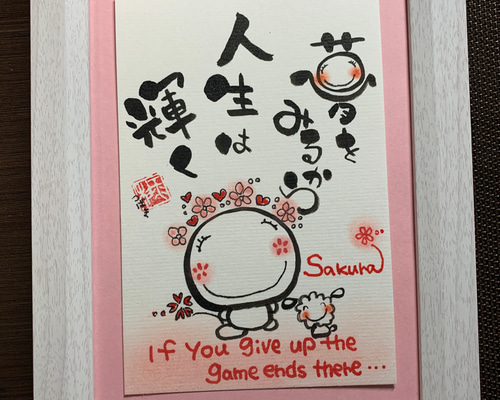 夢を
みるから
人生は
輝く
Sakura
If you give up the
game ends there...